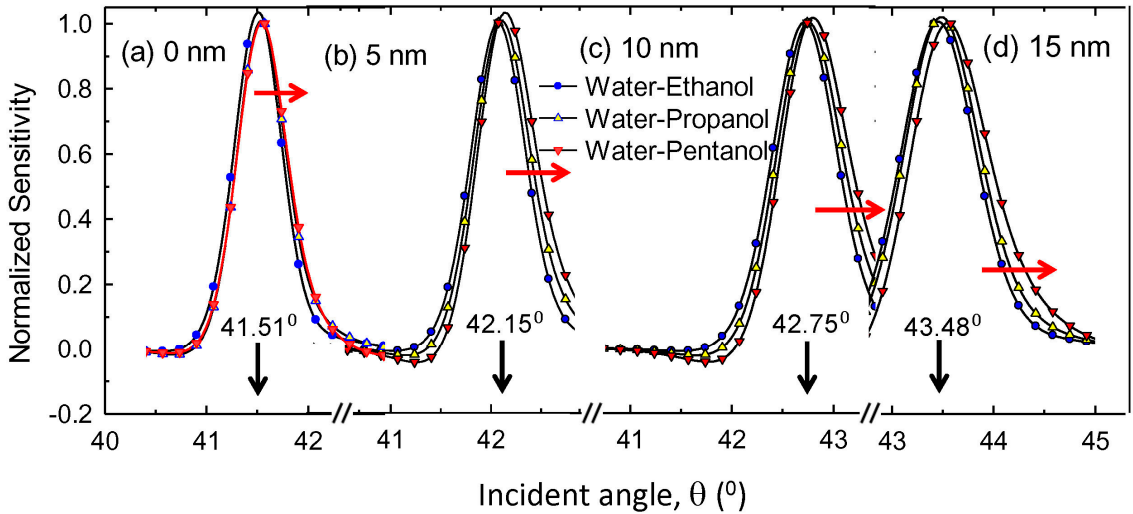 (a) 0 nm
(b) 5 nm
(c) 10 nm
(d) 15 nm
Water-Ethanol
Water-Propanol
Water-Pentanol
Normalized Sensitivity
1.0
0.8
0.6
0.4
0.2
0.0
-0.2
41.51⁰
42.15⁰
42.75⁰
43.48⁰
40 41 42 // 42 // 41 42 43 // 43 44 45
Incident angle, θ (⁰)